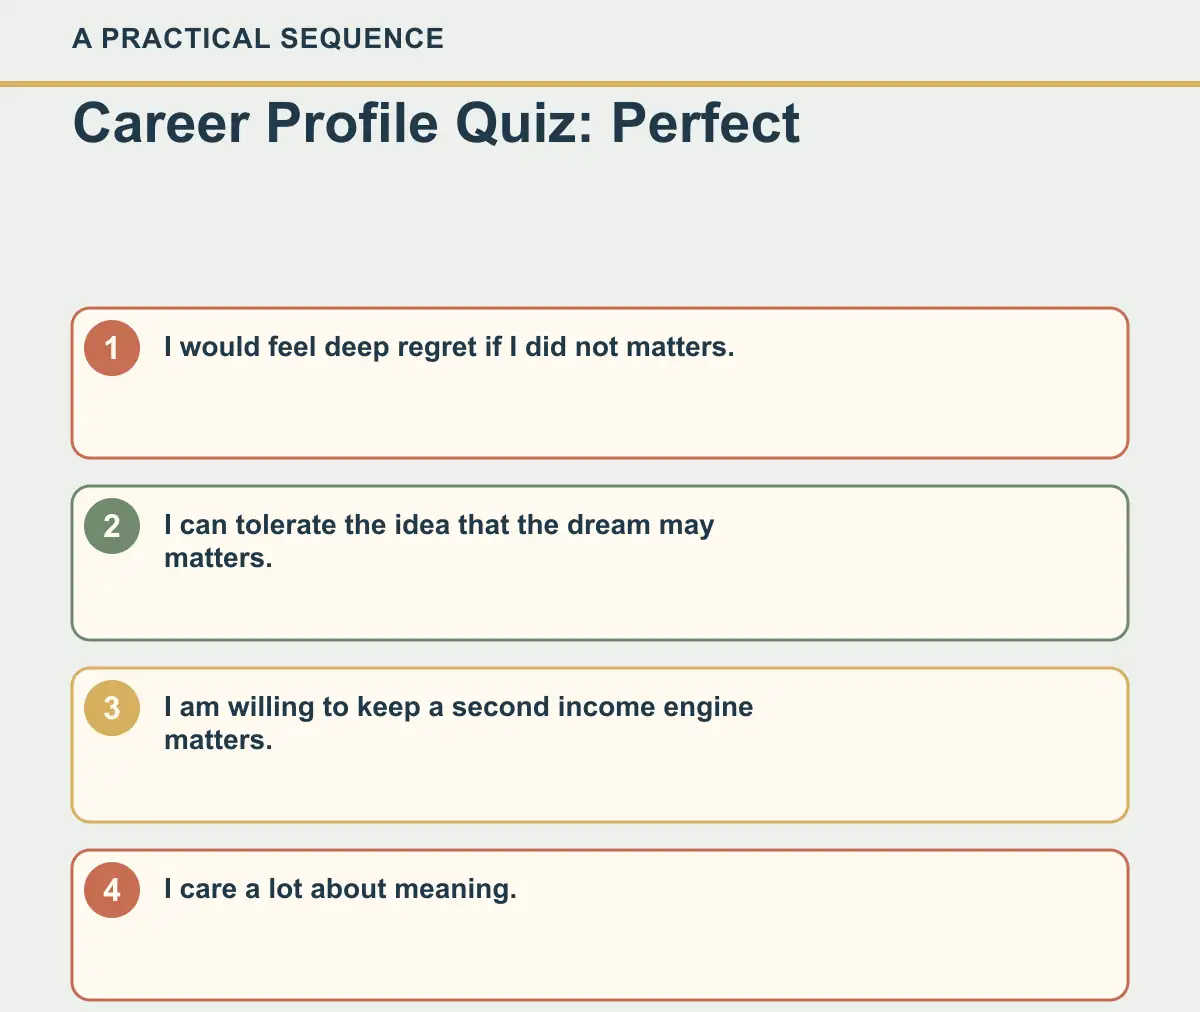 A PRACTICAL SEQUENCE
Career Profile Quiz: Perfect
1
I would feel deep regret if I did not matters.
2
I can tolerate the idea that the dream may
matters.
3
I am willing to keep a second income engine
matters.
4
I care a lot about meaning.